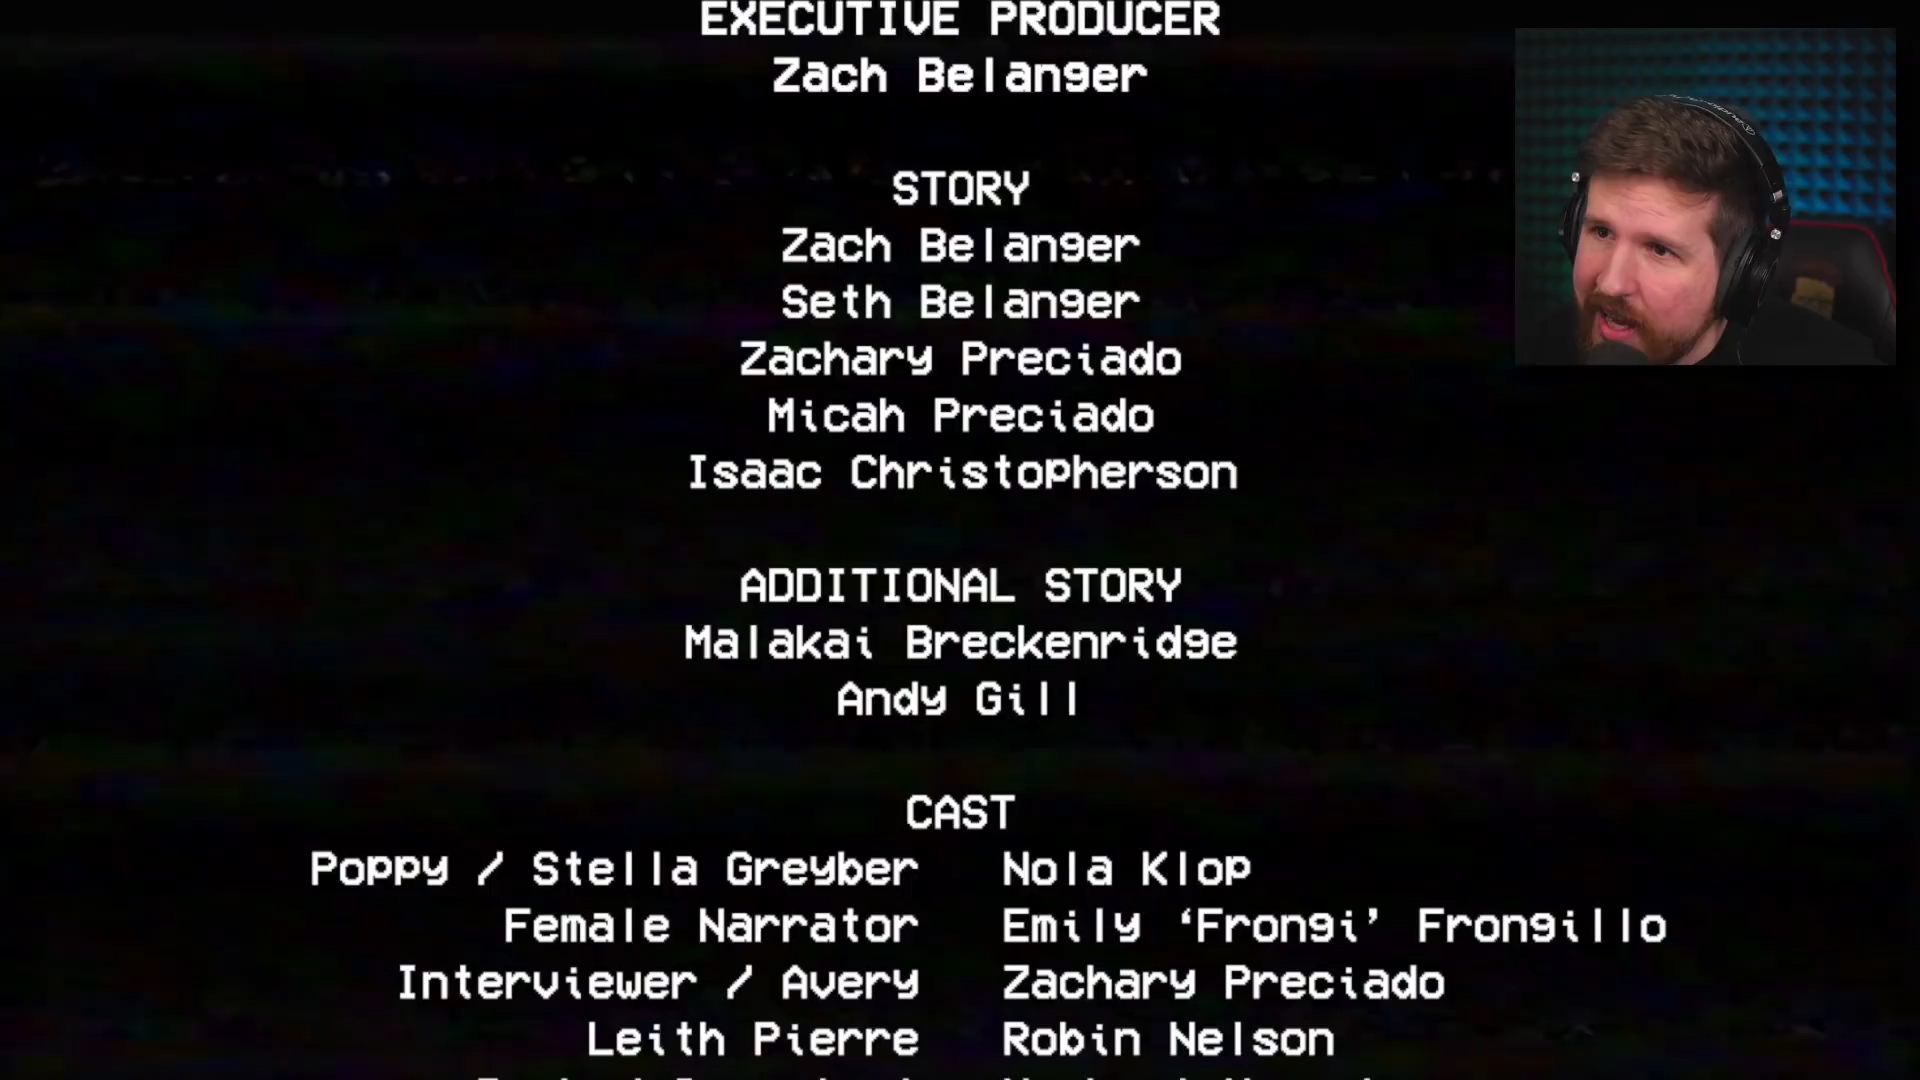 EXECUTIVE PRODUCER
Zach Belanger
STORY
Zach Belanger
Seth Belanger
Zachary Preciado
Micah Preciado
Isaac Christopherson
ADDITIONAL STORY
Malakai Breckenridge
Andy Gill
CAST
Poppy / Stella Greyber Nola Klop
Female Narrator Emily ‘Frongi’ Frongillo
Interviewer / Avery Zachary Preciado
Leith Pierre Robin Nelson